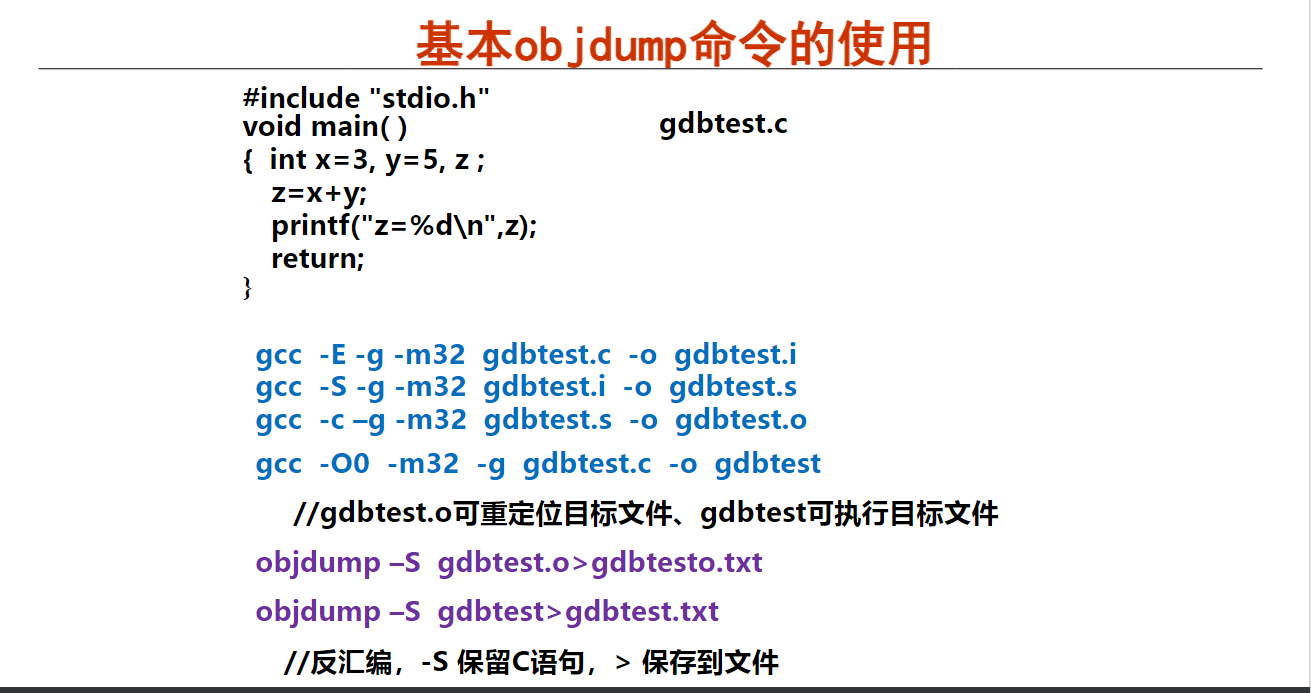 基本objdump命令的使用
#include "stdio.h"
void main( )
gdbtest.c
{ int x=3, y=5, z ;
z=x+y;
printf("z=%d\n",z);
return;
}
gcc -E -g -m32 gdbtest.c -o gdbtest.i
gcc -S -g -m32 gdbtest.i -o gdbtest.s
gcc -c –g -m32 gdbtest.s -o gdbtest.o
gcc -O0 -m32 -g gdbtest.c -o gdbtest
//gdbtest.o可重定位目标文件、gdbtest可执行目标文件
objdump –S gdbtest.o>gdbtesto.txt
objdump –S gdbtest>gdbtest.txt
//反汇编，-S 保留C语句，> 保存到文件